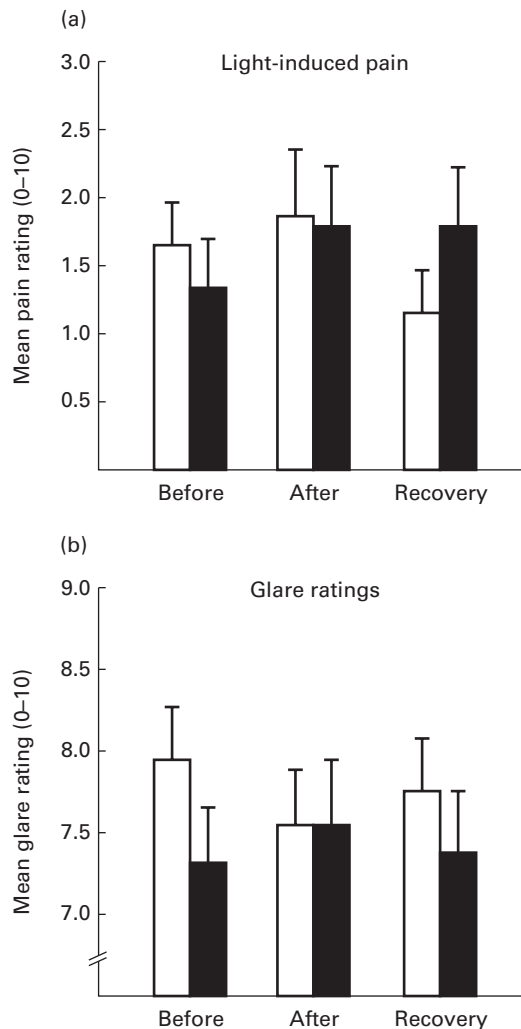 (a)
Light-induced pain
Mean pain rating (0–10)
3.0
2.5
2.0
1.5
1.0
0.5
Before After Recovery
(b)
Glare ratings
Mean glare rating (0–10)
9.0
8.5
8.0
7.5
7.0
Before After Recovery